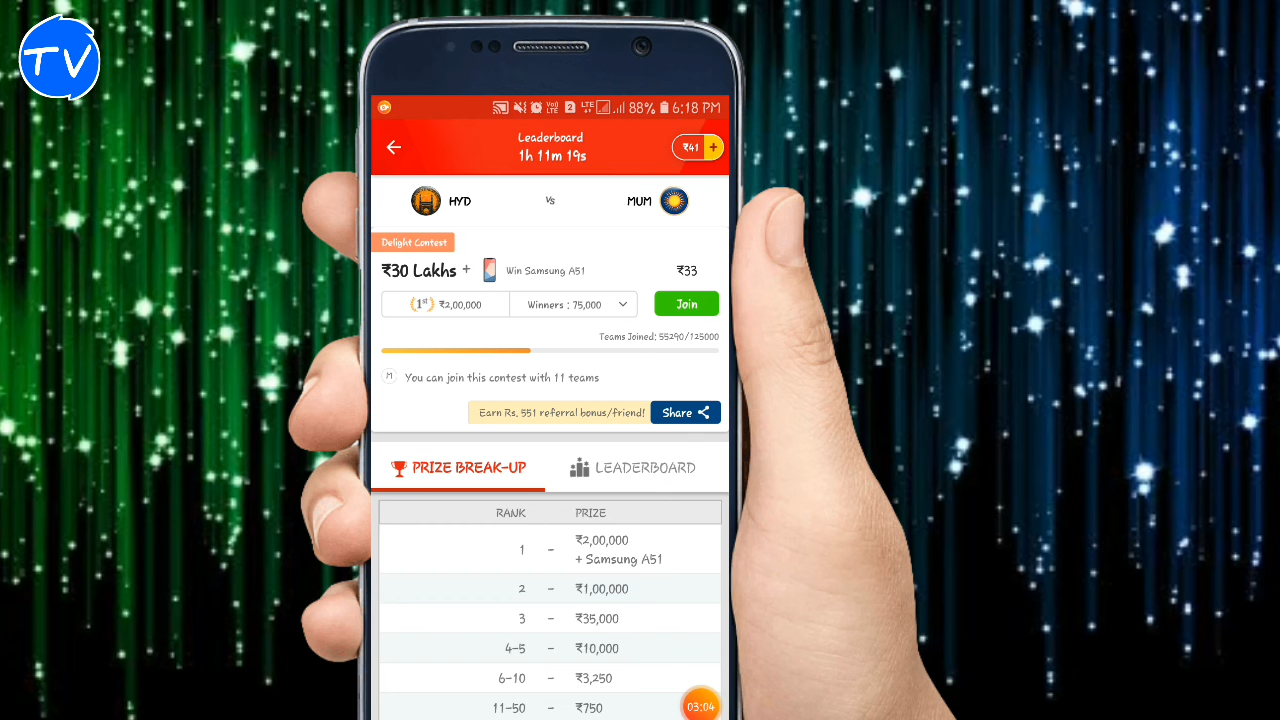 TV
VoLTE 2 LTE 88% 6:18 PM
Leaderboard
1h 11m 19s
₹41 +
HYD Vs MUM
Delight Contest
₹30 Lakhs + Win Samsung A51 ₹33
1st ₹2,00,000 Winners : 75,000 Join
Teams Joined: 55290/125000
M You can join this contest with 11 teams
Earn Rs. 551 referral bonus/friend! Share
PRIZE BREAK-UP LEADERBOARD
RANK PRIZE
1 - ₹2,00,000
+ Samsung A51
2 - ₹1,00,000
3 - ₹35,000
4-5 - ₹10,000
6-10 - ₹3,250
11-50 - ₹750
03:04